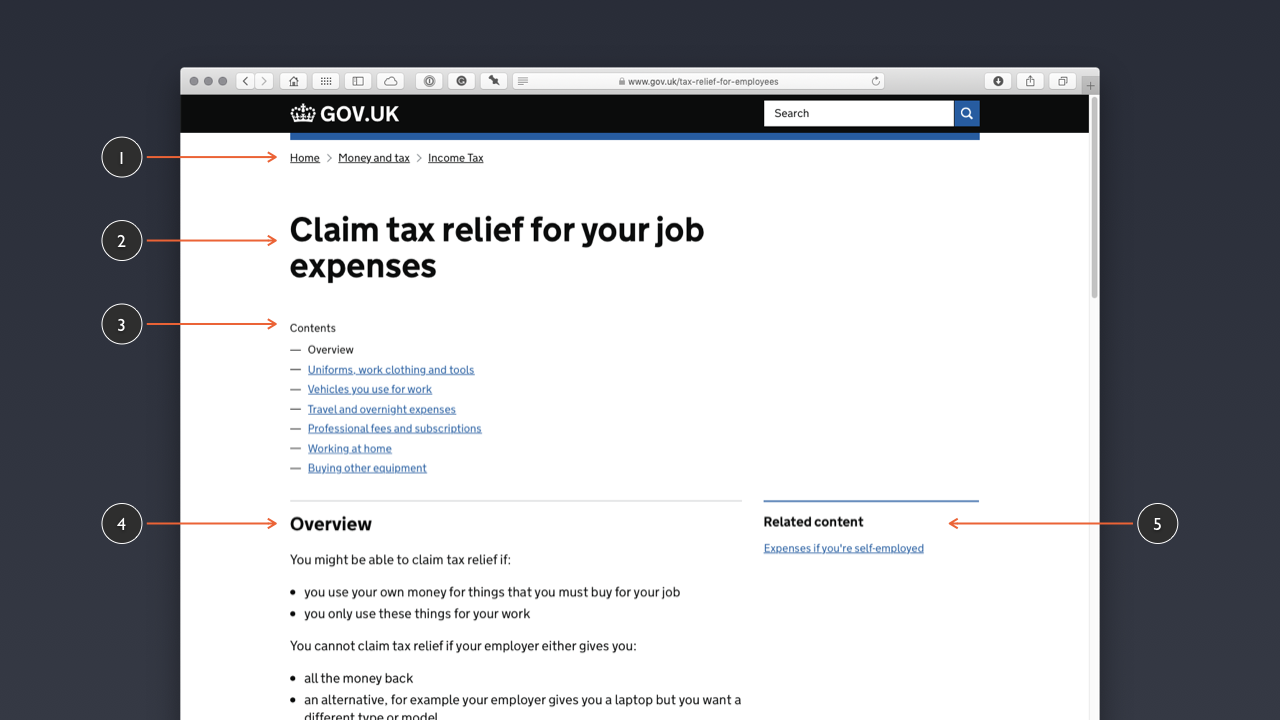 www.gov.uk/tax-relief-for-employees
GOV.UK
Search
1
Home > Money and tax > Income Tax
2
Claim tax relief for your job
expenses
3
Contents
— Overview
— Uniforms, work clothing and tools
— Vehicles you use for work
— Travel and overnight expenses
— Professional fees and subscriptions
— Working at home
— Buying other equipment
4
Overview
You might be able to claim tax relief if:
• you use your own money for things that you must buy for your job
• you only use these things for your work
You cannot claim tax relief if your employer either gives you:
• all the money back
• an alternative, for example your employer gives you a laptop but you want a
different type or model
Related content
5
Expenses if you're self-employed